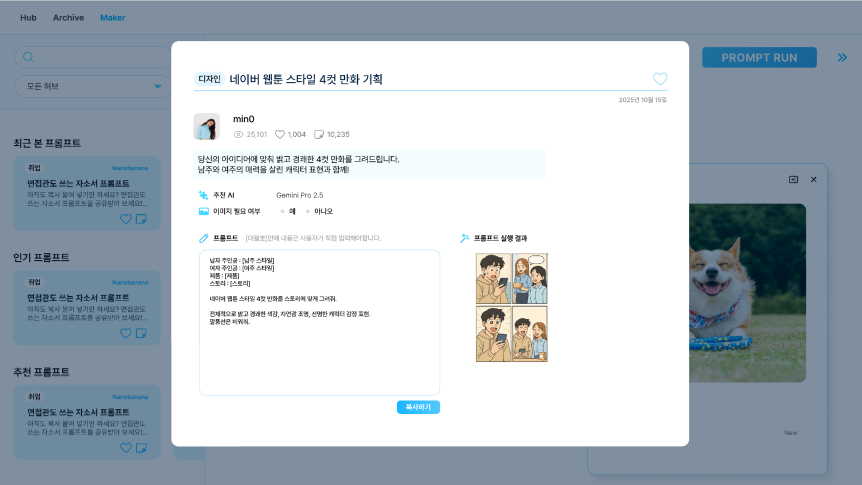 Hub
Archive
Maker
모든 허브
최근 본 프롬프트
취업
Nanobanana
면접관도 쓰는 자소서 프롬프트
아직도 복사 붙여 넣기만 하세요? 면접관도
쓰는 자소서 프롬프트를 공유받아 보세요!...
인기 프롬프트
취업
Nanobanana
면접관도 쓰는 자소서 프롬프트
아직도 복사 붙여 넣기만 하세요? 면접관도
쓰는 자소서 프롬프트를 공유받아 보세요!...
추천 프롬프트
취업
Nanobanana
면접관도 쓰는 자소서 프롬프트
아직도 복사 붙여 넣기만 하세요? 면접관도
쓰는 자소서 프롬프트를 공유받아 보세요!...
디자인
네이버 웹툰 스타일 4컷 만화 기획
2025년 10월 15일
min0
25,101
1,004
10,235
당신의 아이디어에 맞춰 밝고 경쾌한 4컷 만화를 그려드립니다.
남주와 여주의 매력을 살린 캐릭터 표현과 함께!
추천 AI
Gemini Pro 2.5
이미지 필요 여부
예
아니오
프롬프트
[대괄호]안에 내용은 사용자가 직접 입력해야합니다.
남자 주인공 : [남주 스타일]
여자 주인공 : [여주 스타일]
제품 : [제품]
스토리 : [스토리]
네이버 웹툰 스타일 4컷 만화를 스토리에 맞게 그려줘.
전체적으로 밝고 경쾌한 색감, 자연광 조명, 선명한 캐릭터 감정 표현.
말풍선은 비워줘.
복사하기
프롬프트 실행 결과
PROMPT RUN
New